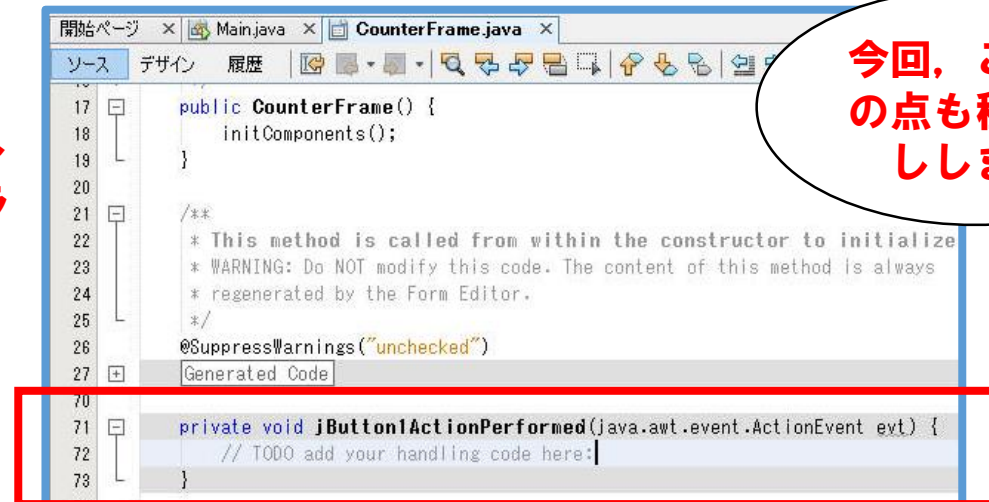 開始ページ × Main.java × CounterFrame.java ×
ソース デザイン 履歴
今回,
の点も
しし
17 public CounterFrame() {
18 initComponents();
19 }
20
21 /**
22 * This method is called from within the constructor to initialize
23 * WARNING: Do NOT modify this code. The content of this method is always
24 * regenerated by the Form Editor.
25 */
26 @SuppressWarnings("unchecked")
27 Generated Code
70
71 private void jButton1ActionPerformed(java.awt.event.ActionEvent evt) {
72 // TODO add your handling code here:
73 }